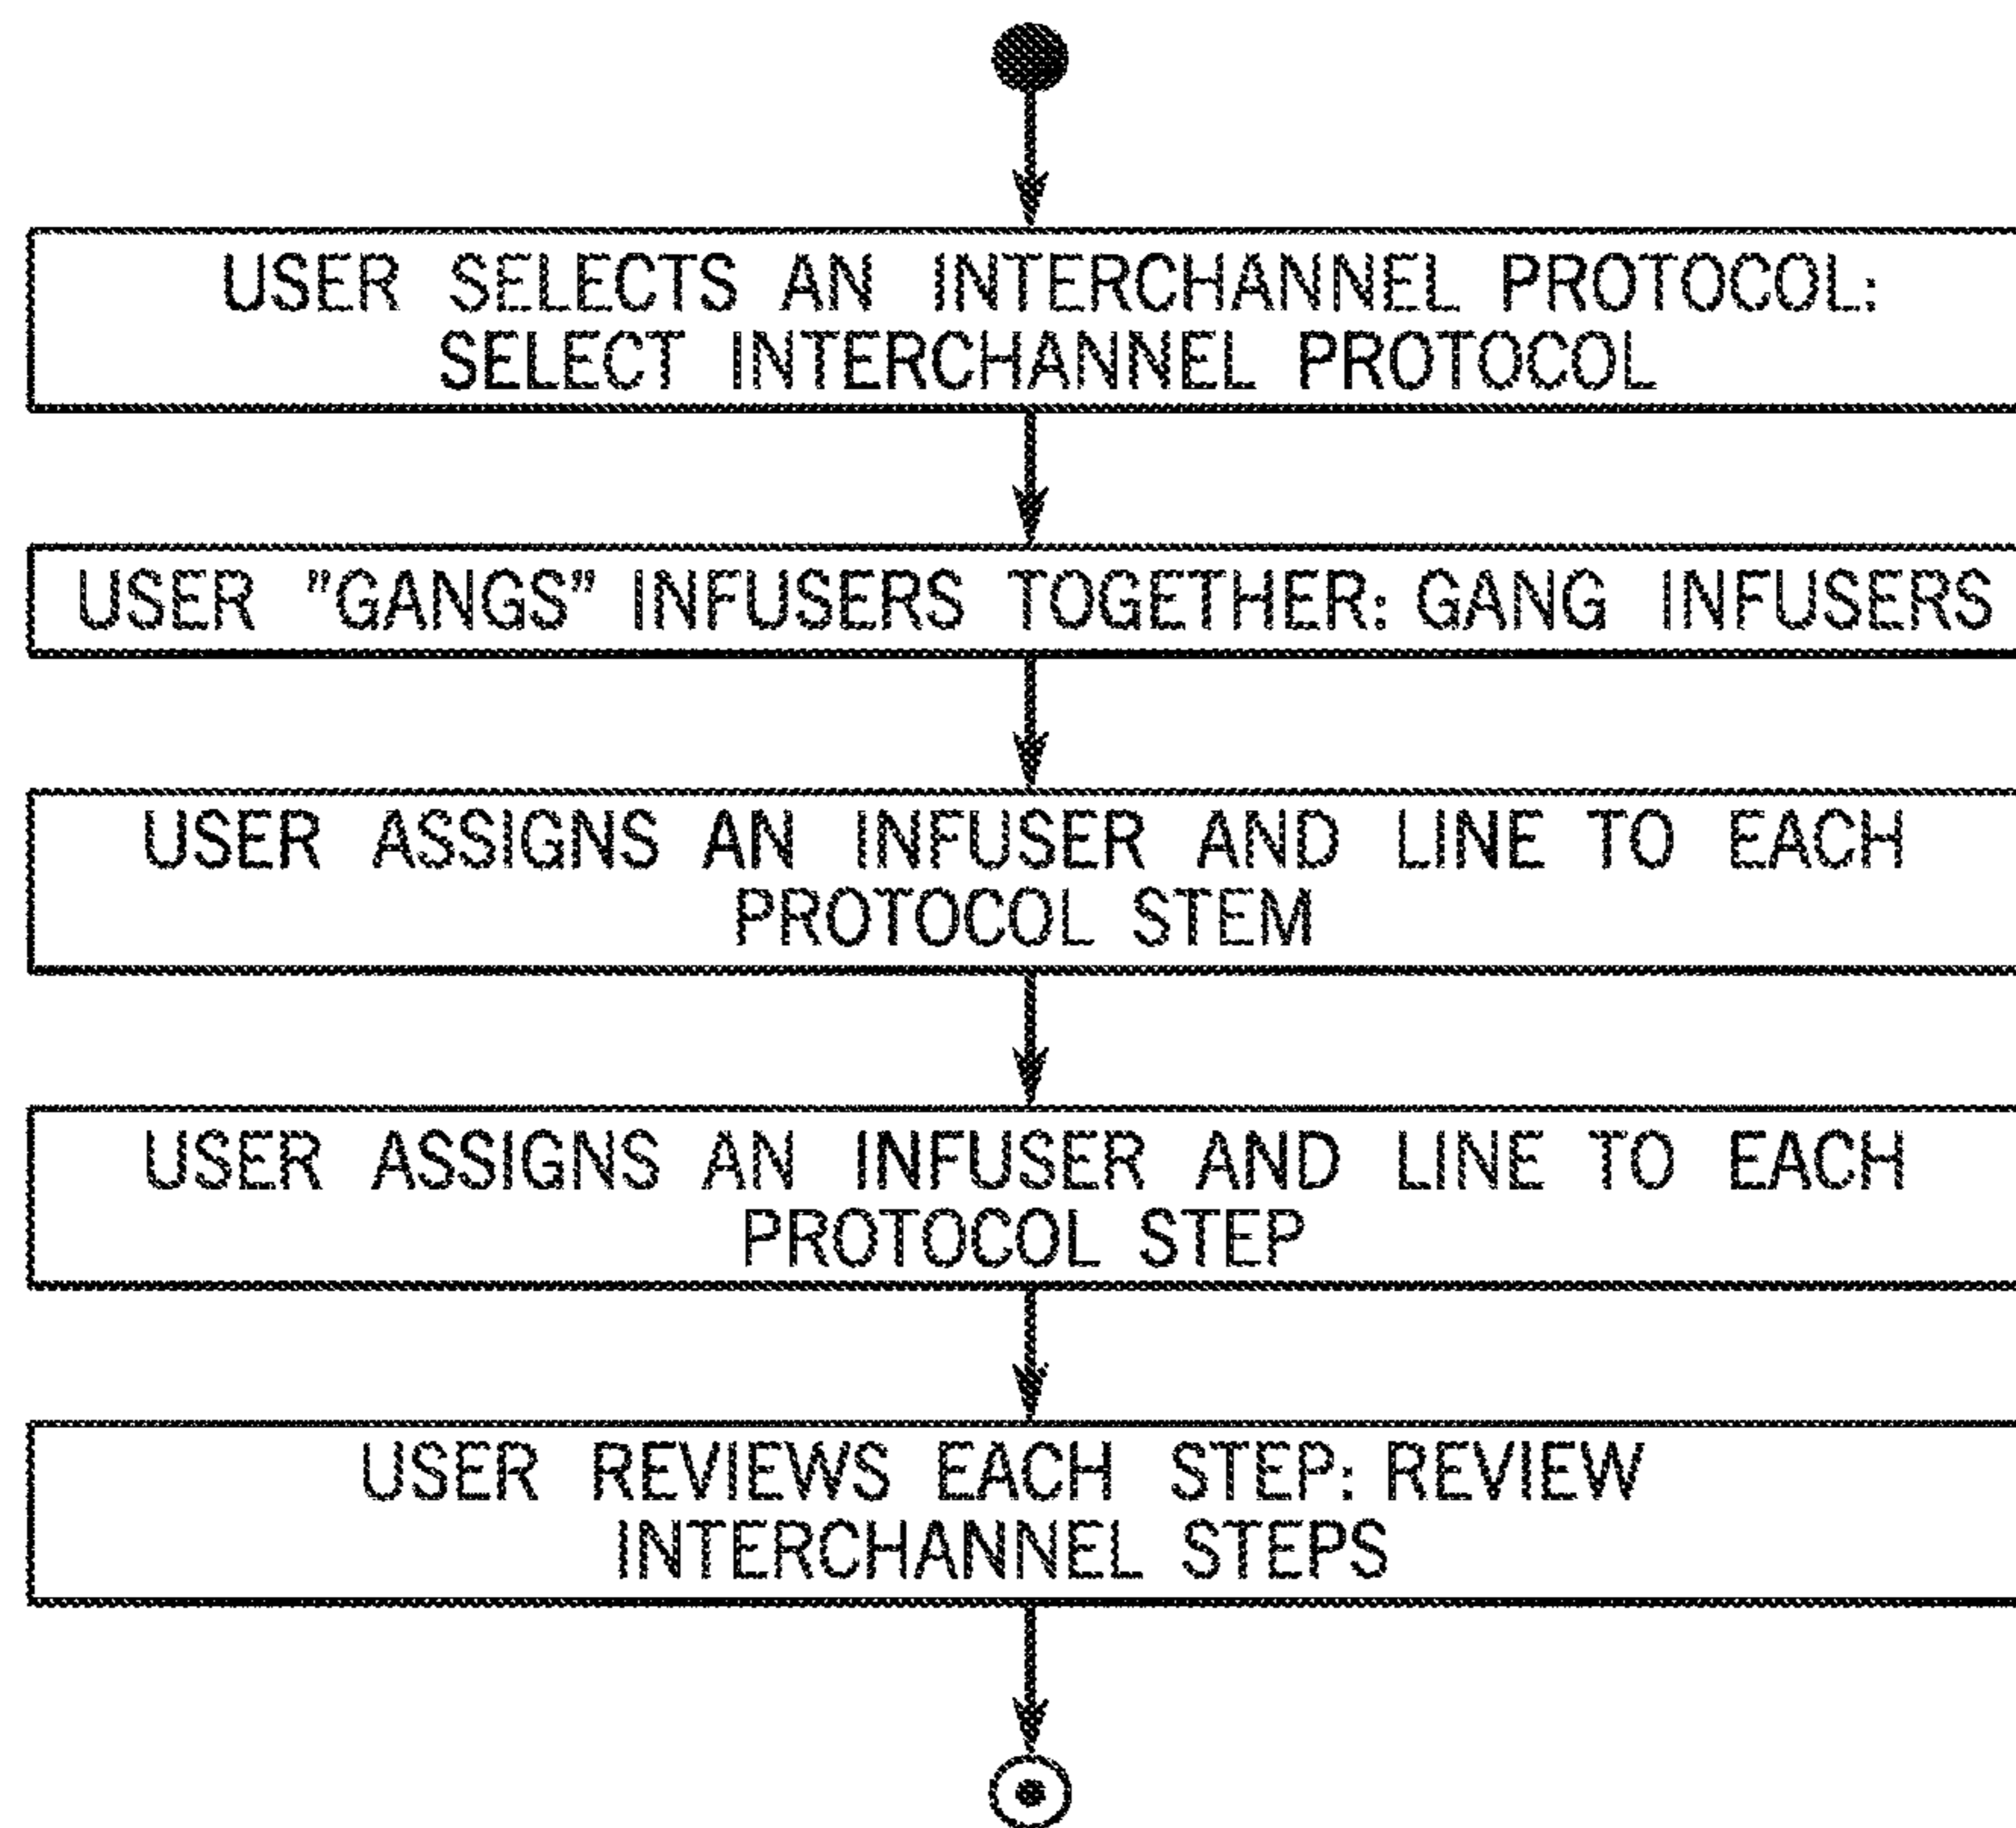 USER SELECTS AN INTERCHANNEL PROTOCOL:
SELECT INTERCHANNEL PROTOCOL
USER "GANGS" INFUSERS TOGETHER: GANG INFUSERS
USER ASSIGNS AN INFUSER AND LINE TO EACH
PROTOCOL STEM
USER ASSIGNS AN INFUSER AND LINE TO EACH
PROTOCOL STEP
USER REVIEWS EACH STEP: REVIEW
INTERCHANNEL STEPS